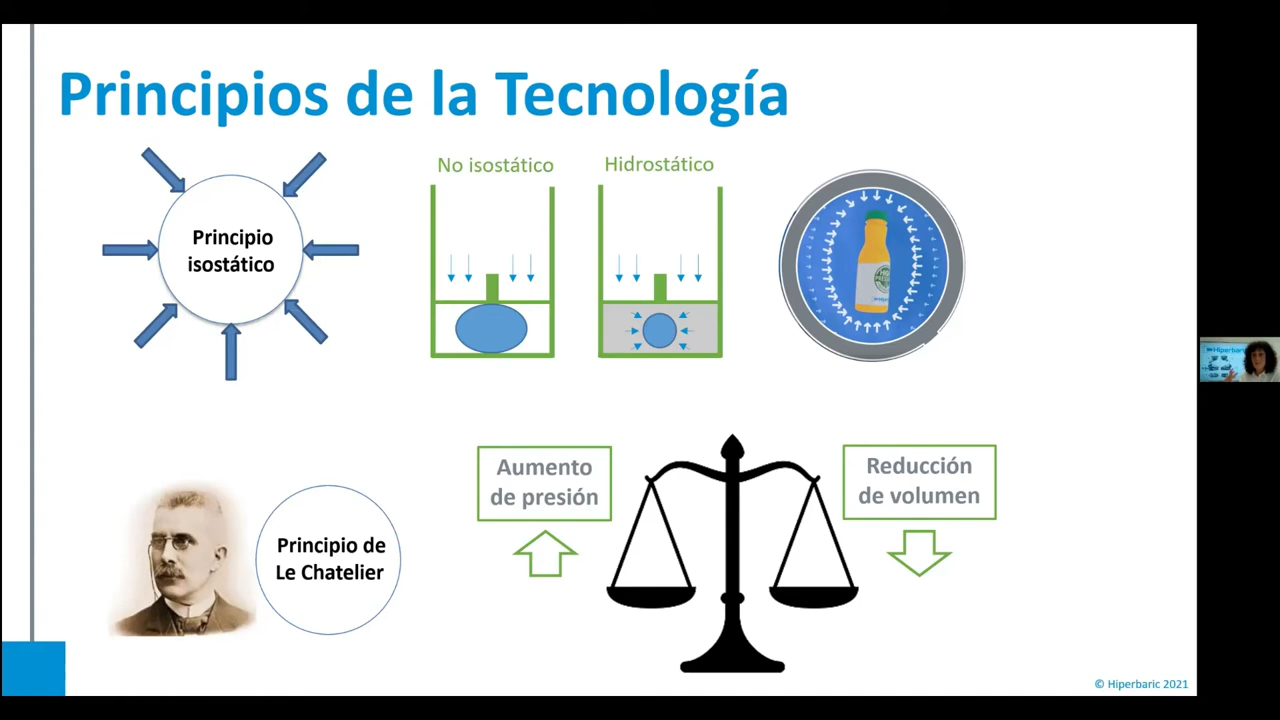 Principios de la Tecnología
No isostático
Hidrostático
Principio
isostático
Aumento
de presión
Reducción
de volumen
Principio de
Le Chatelier
© Hiperbaric 2021
Hiperbaric